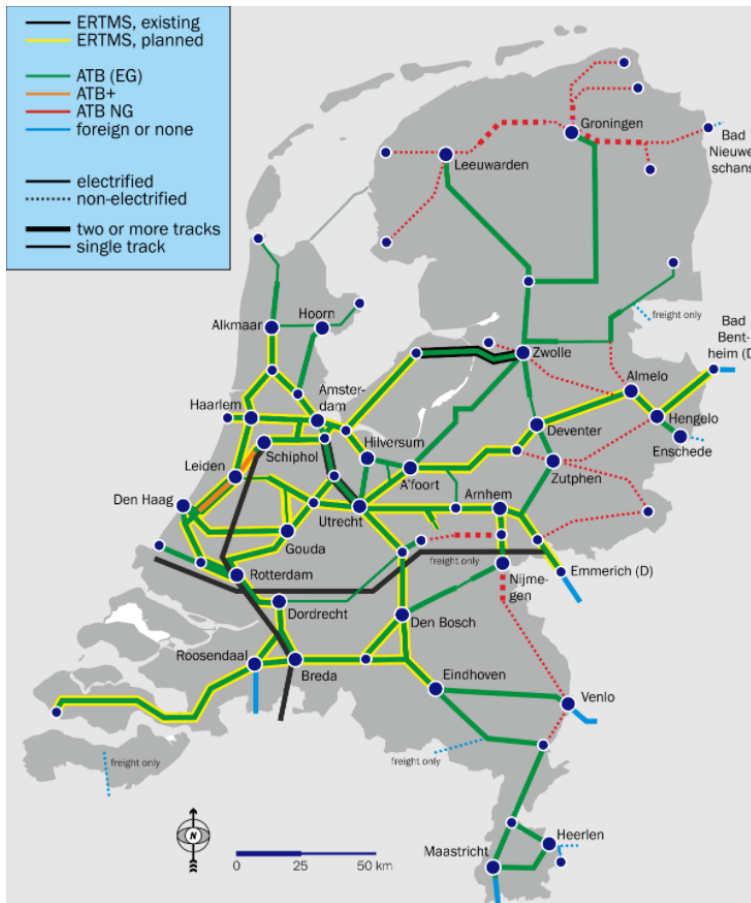 ERTMS, existing
ERTMS, planned
ATB (EG)
ATB+
ATB NG
foreign or none
electrified
non-electrified
two or more tracks
single track
Groningen
Bad
Nieuwe
schans
Leeuwarden
Hoorn
Alkmaar
freight only
Bad
Bent-
heim (D)
Zwolle
Almelo
Amster-
dam
Haarlem
Hengelo
Deventer
Hilversum
Schiphol
Enschede
Leiden
A'foort
Zutphen
Den Haag
Arnhem
Utrecht
Gouda
freight only
Emmerich (D)
Rotterdam
Nijme-
gen
Dordrecht
Den Bosch
Roosendaal
Breda
Eindhoven
Venlo
freight only
freight only
N
Heerlen
Maastricht
0 25 50 km